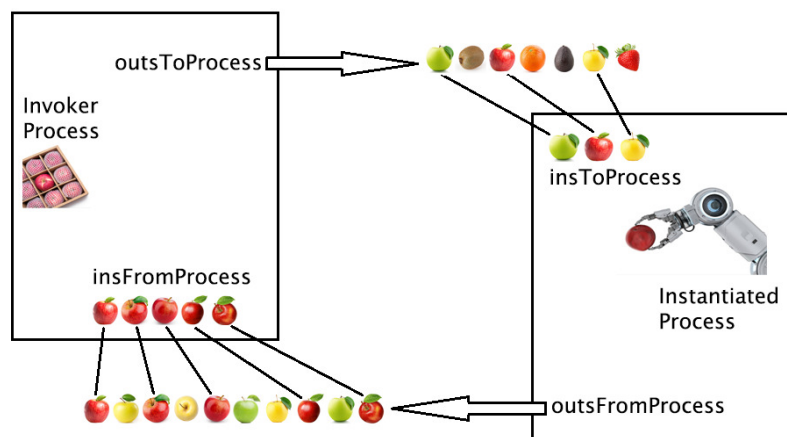 outsToProcess
Invoker
Process
insToProcess
insFromProcess
Instantiated
Process
outsFromProcess